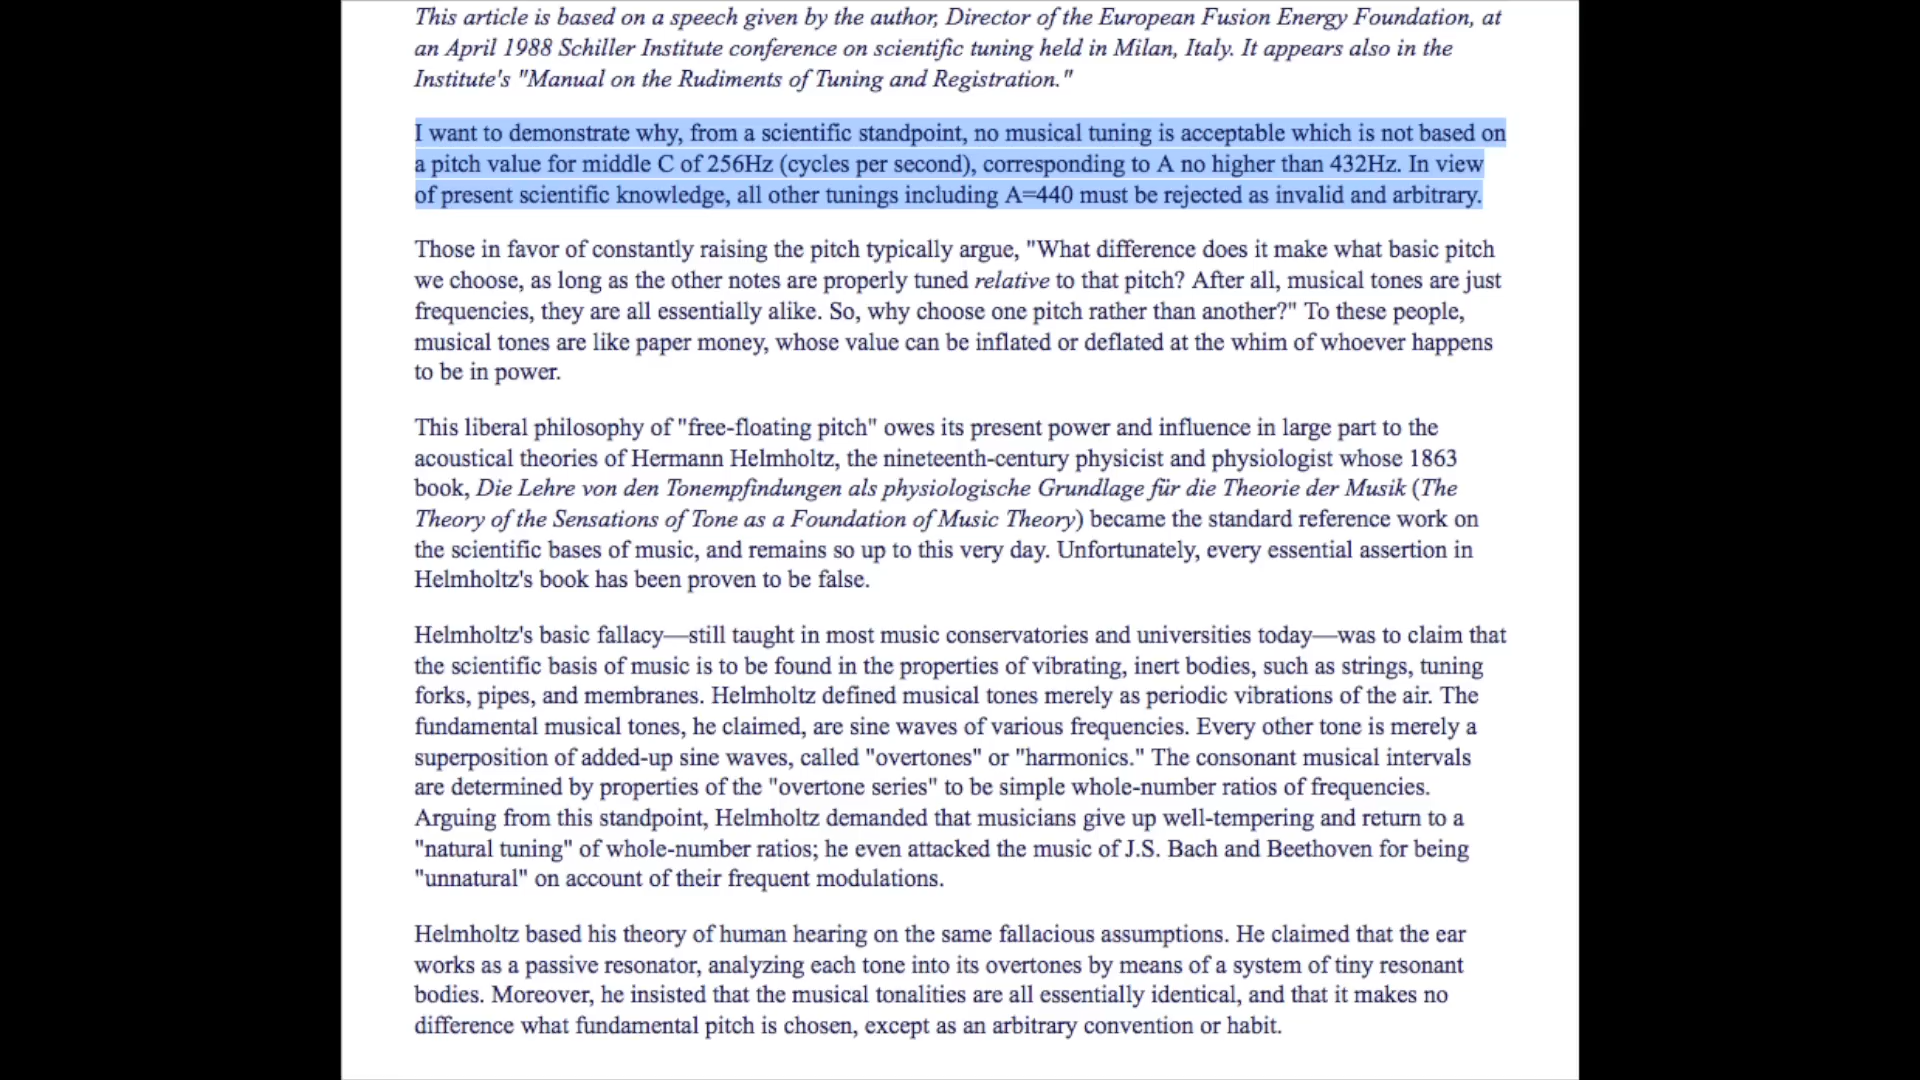 This article is based on a speech given by the author, Director of the European Fusion Energy Foundation, at
an April 1988 Schiller Institute conference on scientific tuning held in Milan, Italy. It appears also in the
Institute's "Manual on the Rudiments of Tuning and Registration."
I want to demonstrate why, from a scientific standpoint, no musical tuning is acceptable which is not based on
a pitch value for middle C of 256Hz (cycles per second), corresponding to A no higher than 432Hz. In view
of present scientific knowledge, all other tunings including A=440 must be rejected as invalid and arbitrary.
Those in favor of constantly raising the pitch typically argue, "What difference does it make what basic pitch
we choose, as long as the other notes are properly tuned relative to that pitch? After all, musical tones are just
frequencies, they are all essentially alike. So, why choose one pitch rather than another?" To these people,
musical tones are like paper money, whose value can be inflated or deflated at the whim of whoever happens
to be in power.
This liberal philosophy of "free-floating pitch" owes its present power and influence in large part to the
acoustical theories of Hermann Helmholtz, the nineteenth-century physicist and physiologist whose 1863
book, Die Lehre von den Tonempfindungen als physiologische Grundlage für die Theorie der Musik (The
Theory of the Sensations of Tone as a Foundation of Music Theory) became the standard reference work on
the scientific bases of music, and remains so up to this very day. Unfortunately, every essential assertion in
Helmholtz's book has been proven to be false.
Helmholtz's basic fallacy—still taught in most music conservatories and universities today—was to claim that
the scientific basis of music is to be found in the properties of vibrating, inert bodies, such as strings, tuning
forks, pipes, and membranes. Helmholtz defined musical tones merely as periodic vibrations of the air. The
fundamental musical tones, he claimed, are sine waves of various frequencies. Every other tone is merely a
superposition of added-up sine waves, called "overtones" or "harmonics." The consonant musical intervals
are determined by properties of the "overtone series" to be simple whole-number ratios of frequencies.
Arguing from this standpoint, Helmholtz demanded that musicians give up well-tempering and return to a
"natural tuning" of whole-number ratios; he even attacked the music of J.S. Bach and Beethoven for being
"unnatural" on account of their frequent modulations.
Helmholtz based his theory of human hearing on the same fallacious assumptions. He claimed that the ear
works as a passive resonator, analyzing each tone into its overtones by means of a system of tiny resonant
bodies. Moreover, he insisted that the musical tonalities are all essentially identical, and that it makes no
difference what fundamental pitch is chosen, except as an arbitrary convention or habit.